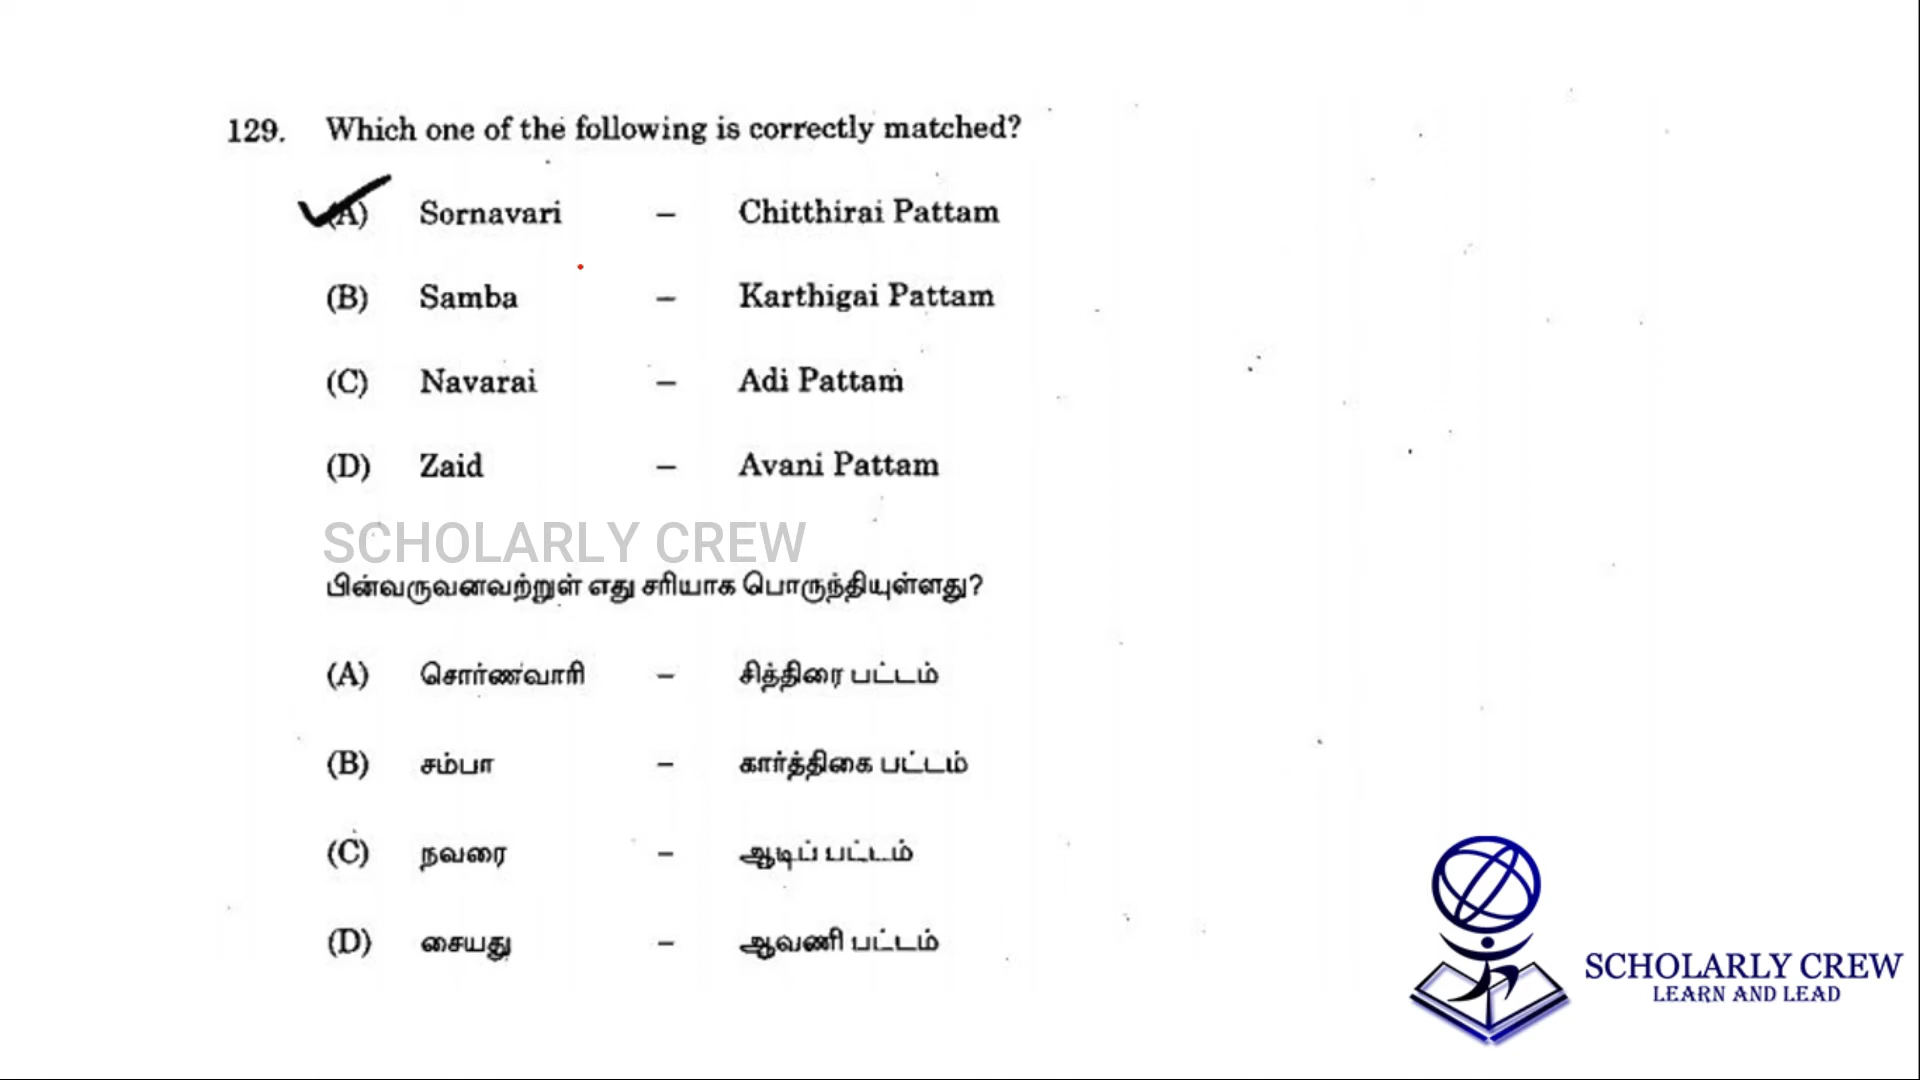 129. Which one of the following is correctly matched?
(A) Sornavari – Chitthirai Pattam
(B) Samba – Karthigai Pattam
(C) Navarai – Adi Pattam
(D) Zaid – Avani Pattam
SCHOLARLY CREW
பின்வருவனவற்றுள் எது சரியாக பொருந்தியுள்ளது?
(A) சொர்ணவாரி – சித்திரை பட்டம்
(B) சம்பா – கார்த்திகை பட்டம்
(C) நவரை – ஆடிப் பட்டம்
(D) சையது – ஆவணி பட்டம்
SCHOLARLY CREW
LEARN AND LEAD